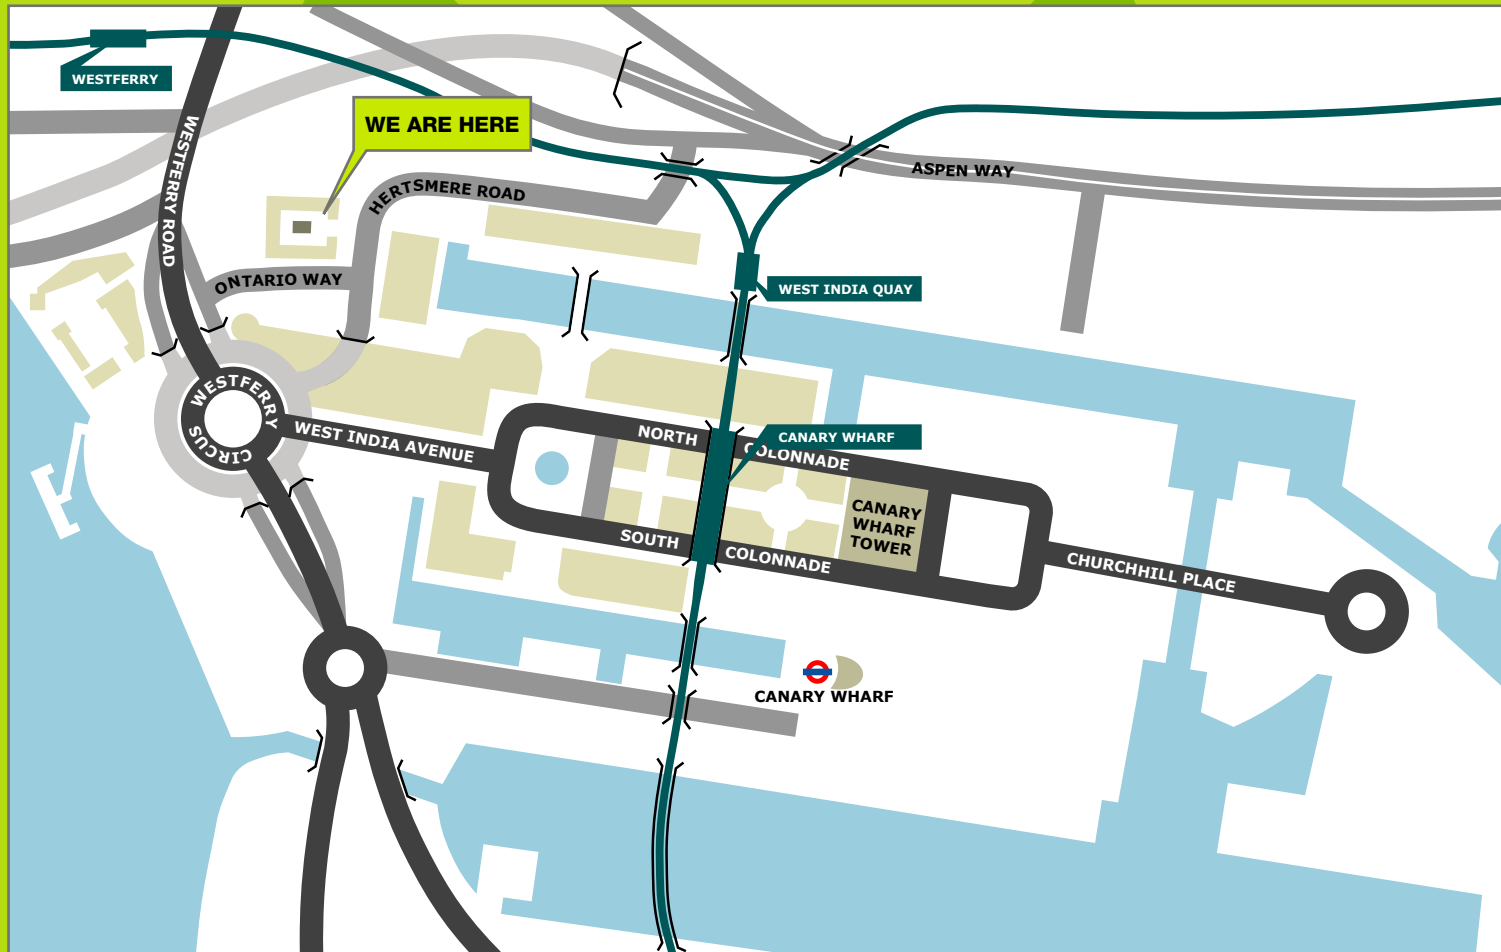 WESTFERRY
WE ARE HERE
WESTFERRY ROAD
HERTSMERE ROAD
ASPEN WAY
ONTARIO WAY
WEST INDIA QUAY
WESTFERRY
CIRCUS
WEST INDIA AVENUE
NORTH
COLONNADE
CANARY WHARF
CANARY
WHARF
TOWER
SOUTH
COLONNADE
CHURCHHILL PLACE
CANARY WHARF